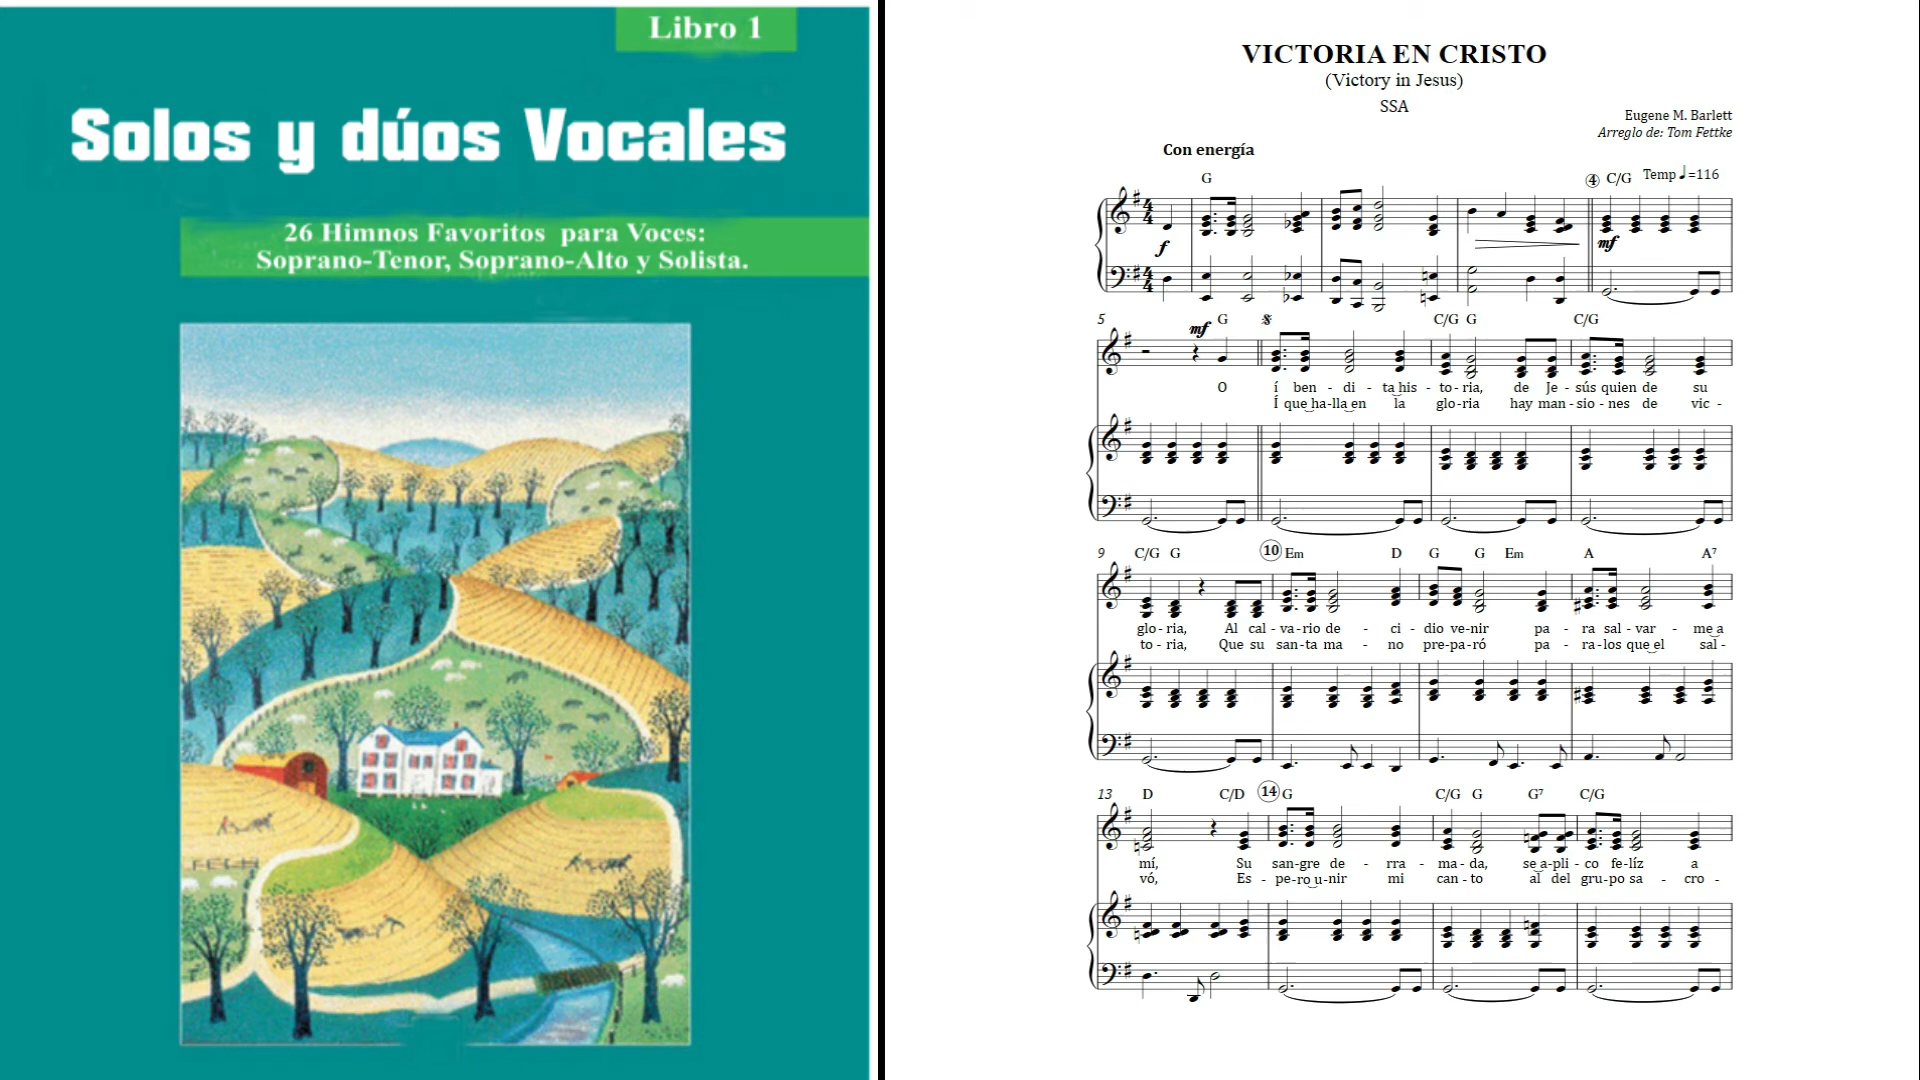 Libro 1
Solos y dúos Vocales
26 Himnos Favoritos para Voces:
Soprano-Tenor, Soprano-Alto y Solista.
VICTORIA EN CRISTO
(Victory in Jesus)
SSA
Eugene M. Barlett
Arreglo de: Tom Fettke
Con energía
G
4 C/G Temp ♩=116
f
mf
5 mf G C/G G C/G
O í ben - di - ta his - to - ria, de Je - sús quien de su
Í que ha-lla en la glo-ria hay man - sio - nes de vic -
9 C/G G 10 Em D G G Em A A7
glo - ria, Al cal - va - rio de - ci - dio ve-nir pa - ra sal - var - me a
to - ria, Que su san-ta ma - no pre-pa-ró pa - ra-los que el sal -
13 D C/D 14 G C/G G G7 C/G
mí, Su san-gre de - rra - ma - da, se a-pli - co fe-líz a
vó, Es - pe-ro u-nir mi can - to al del gru-po sa - cro -